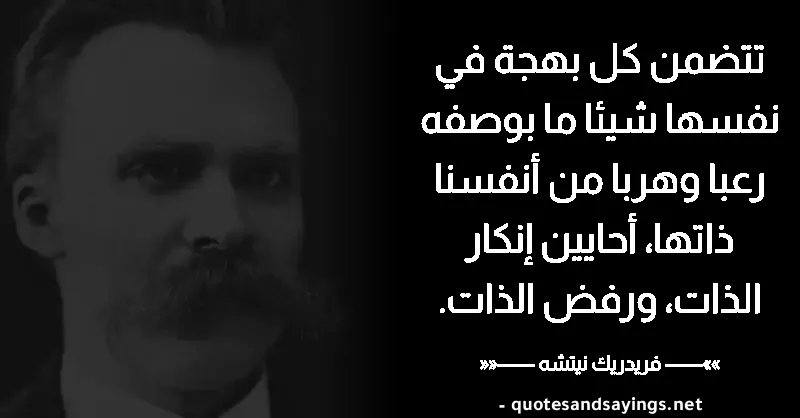 تتضمن كل بهجة في
نفسها شيئا ما بوصفه
رعبا وهربا من أنفسنا
ذاتها، أحايين إنكار
الذات، ورفض الذات.
»»——— فريدريك نيتشه ———««
- quotesandsayings.net